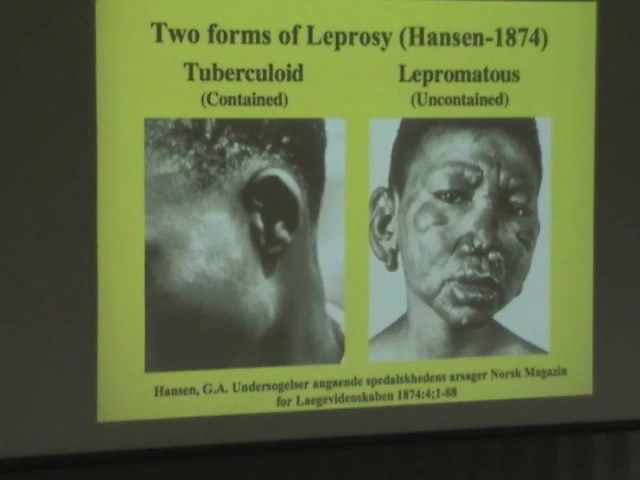 Two forms of Leprosy (Hansen-1874)
Tuberculoid
(Contained)
Lepromatous
(Uncontained)
Hansen, G.A. Undersogelser angaende spedalskhedens arsager Norsk Magazin
for Laegevidenskaben 1874:4;1-88